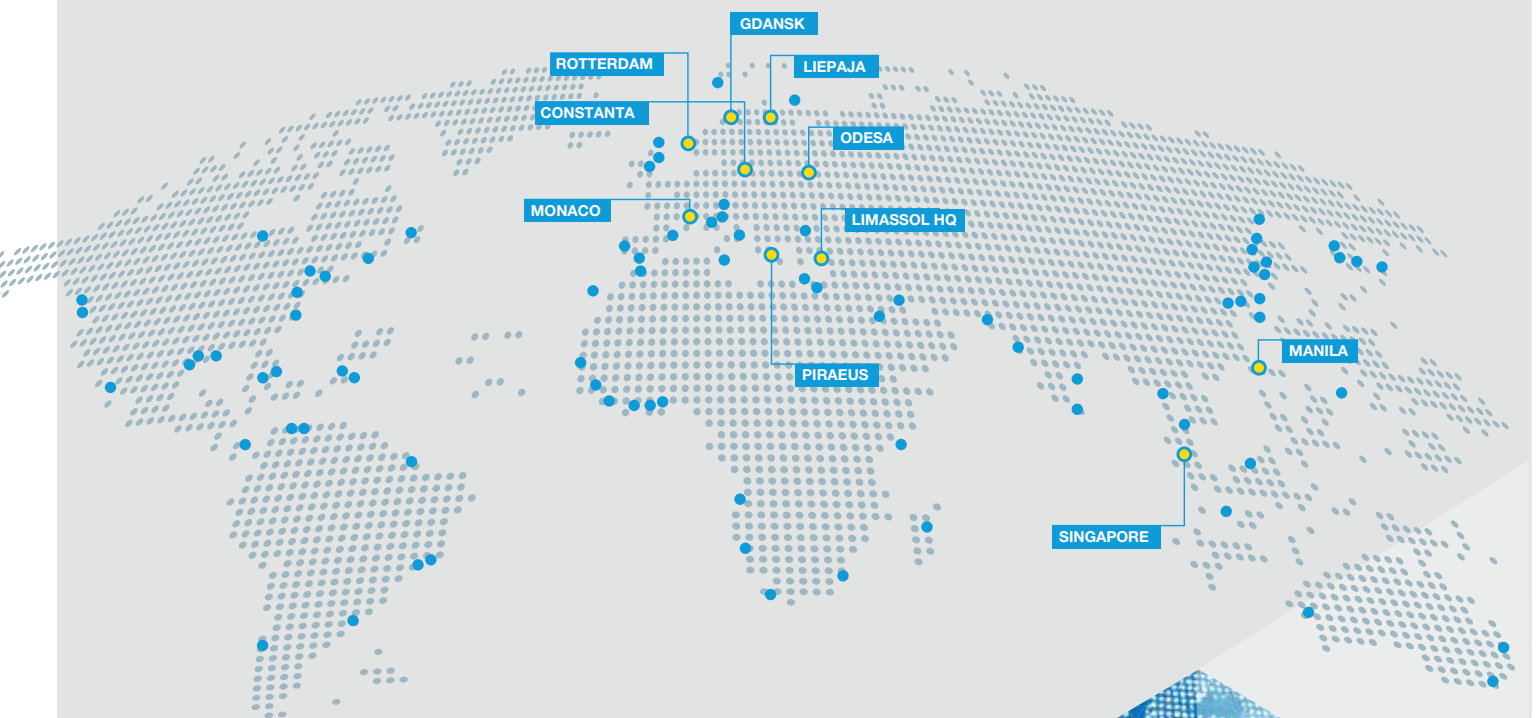 GDANSK
ROTTERDAM
LIEPAJA
CONSTANTA
ODESA
MONACO
LIMASSOL HQ
MANILA
PIRAEUS
SINGAPORE